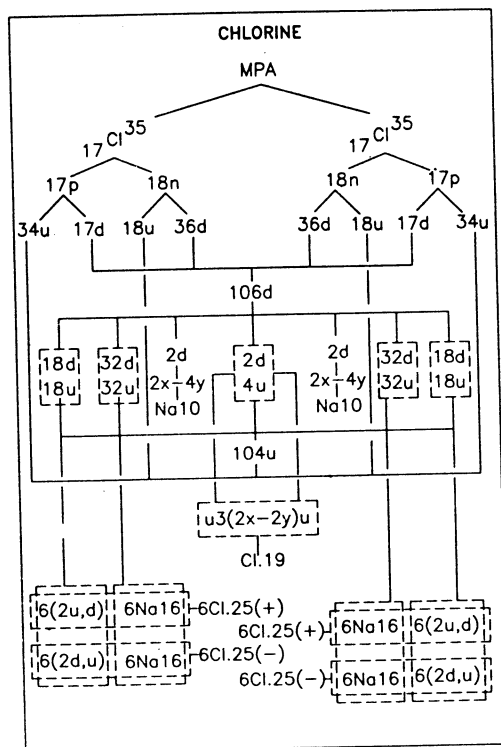 CHLORINE
MPA
17Cl35 17Cl35
17p 18n 18n 17p
34u 17d 18u 36d 36d 18u 17d 34u
106d
18d 32d 2d 2d 2d 32d 18d
18u 32u 2x-4y 4u 2x-4y 32u 18u
Na10 Na10
104u
u3(2x-2y)u
Cl.19
6(2u,d) 6Na16 6Cl.25(+)
6Cl.25(+) 6Na16 6(2u,d)
6(2d,u) 6Na16 6Cl.25(-)
6Cl.25(-) 6Na16 6(2d,u)